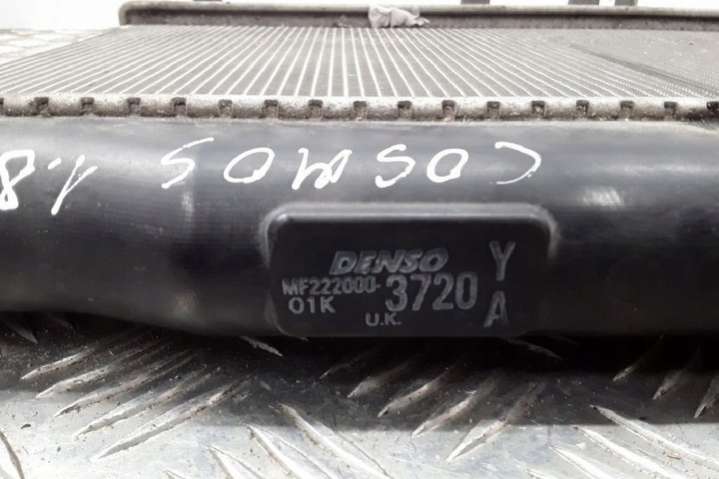 COSMOS 1.8
DENSO
MF222000-3720
01K
U.K.
Y
A